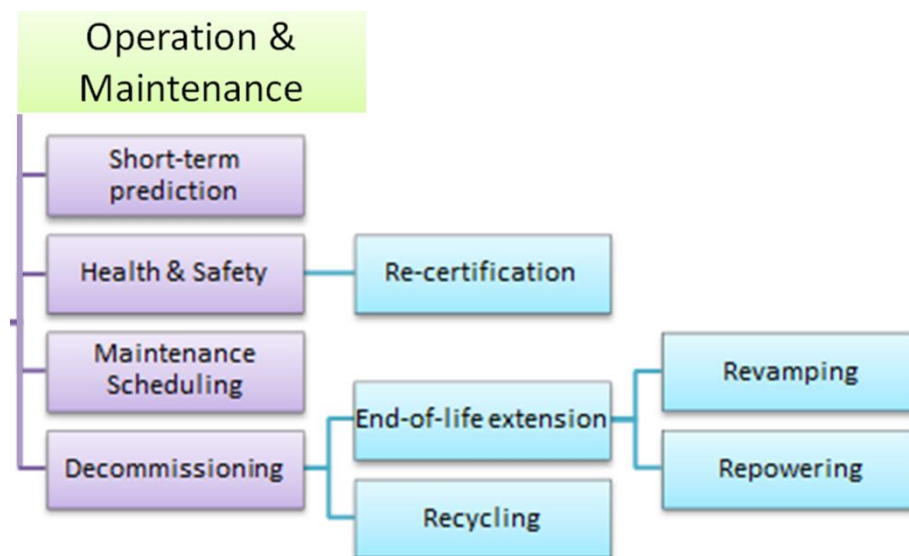 Operation &
Maintenance
Short-term
prediction
Health & Safety
Re-certification
Maintenance
Scheduling
Revamping
End-of-life extension
Decommissioning
Repowering
Recycling